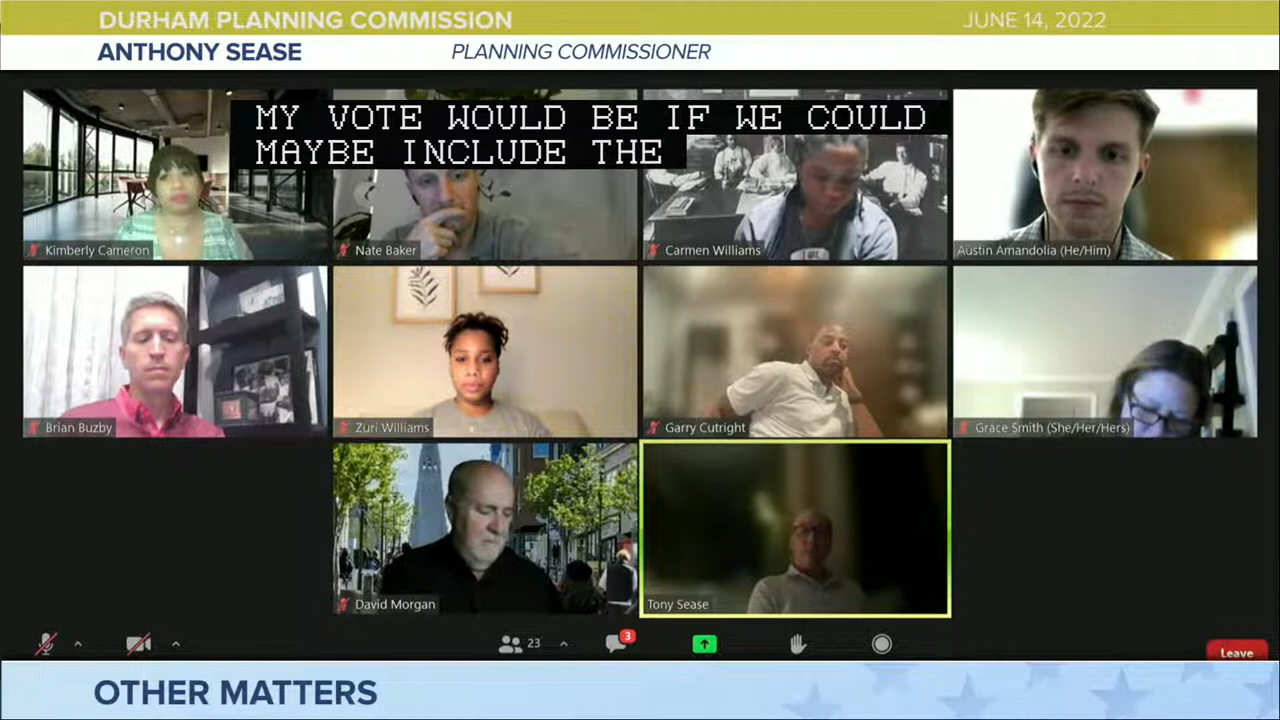 DURHAM PLANNING COMMISSION JUNE 14, 2022
ANTHONY SEASE PLANNING COMMISSIONER
MY VOTE WOULD BE IF WE COULD
MAYBE INCLUDE THE
Kimberly Cameron
Nate Baker
Carmen Williams
Austin Amandolia (He/Him)
Brian Buzby
Zuri Williams
Garry Cutright
Grace Smith (She/Her/Hers)
David Morgan
Tony Sease
23
3
Leave
OTHER MATTERS